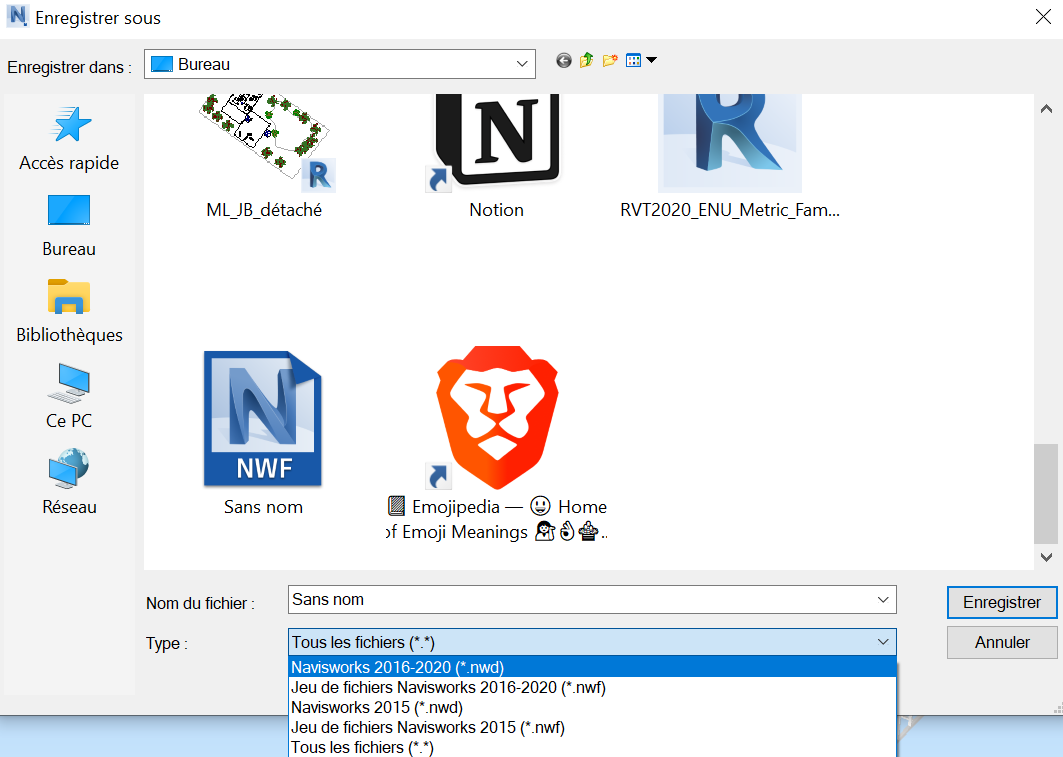 Enregistrer sous
Enregistrer dans :
Bureau
Accès rapide
Bureau
Bibliothèques
Ce PC
Réseau
ML_JB_détaché
Notion
RVT2020_ENU_Metric_Fam...
NWF
Sans nom
📘 Emojipedia — 😃 Home
of Emoji Meanings 💁👌🎍...
Nom du fichier :
Sans nom
Enregistrer
Type :
Tous les fichiers (*.*)
Annuler
Navisworks 2016-2020 (*.nwd)
Jeu de fichiers Navisworks 2016-2020 (*.nwf)
Navisworks 2015 (*.nwd)
Jeu de fichiers Navisworks 2015 (*.nwf)
Tous les fichiers (*.*)